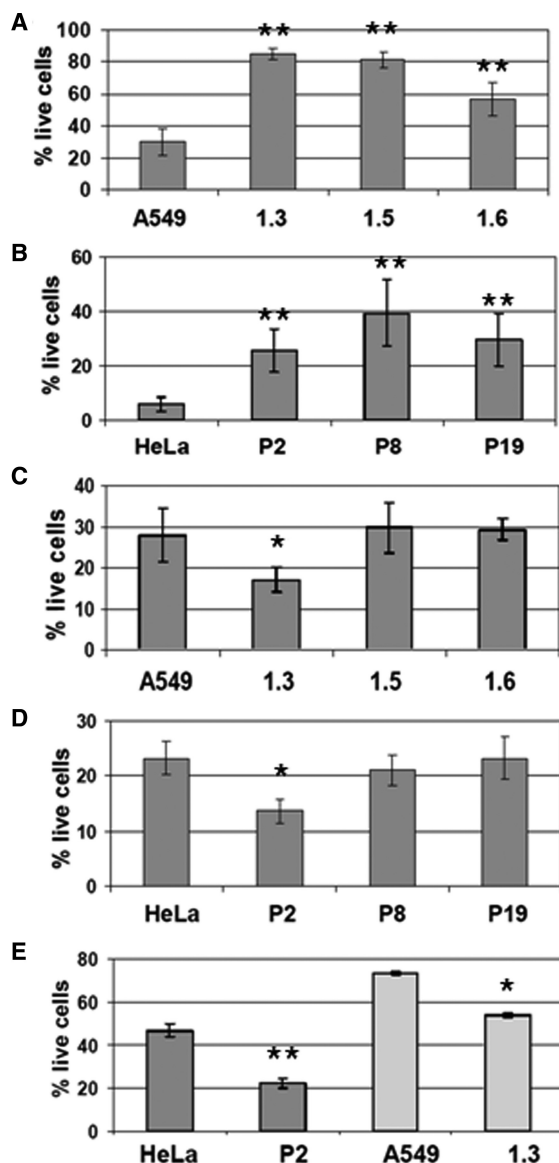 A
% live cells
100
80
60
40
20
0
** ** **
A549 1.3 1.5 1.6
B
% live cells
60
40
20
0
** ** **
HeLa P2 P8 P19
C
% live cells
40
30
20
10
0
*
A549 1.3 1.5 1.6
D
% live cells
30
20
10
0
*
HeLa P2 P8 P19
E
% live cells
80
60
40
20
0
** *
HeLa P2 A549 1.3